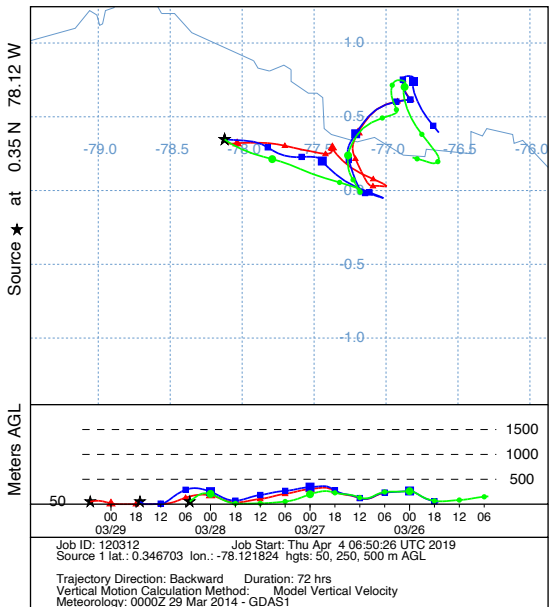 Source ★ at 0.35 N 78.12 W
1.0
0.5
-79.0 -78.0 -77.5 -77.0 -76.5 -76.0
0.0
-0.5
-1.0
Meters AGL
1500
1000
500
50
00 18 12 06 00 18 12 06 00 18 12 06 00 18 12 06
03/29 03/28 03/27 03/26
Job ID: 120312 Job Start: Thu Apr 4 06:50:26 UTC 2019
Source 1 lat.: 0.346703 lon.: -78.121824 hgts: 50, 250, 500 m AGL
Trajectory Direction: Backward Duration: 72 hrs
Vertical Motion Calculation Method: Model Vertical Velocity
Meteorology: 0000Z 29 Mar 2014 - GDAS1